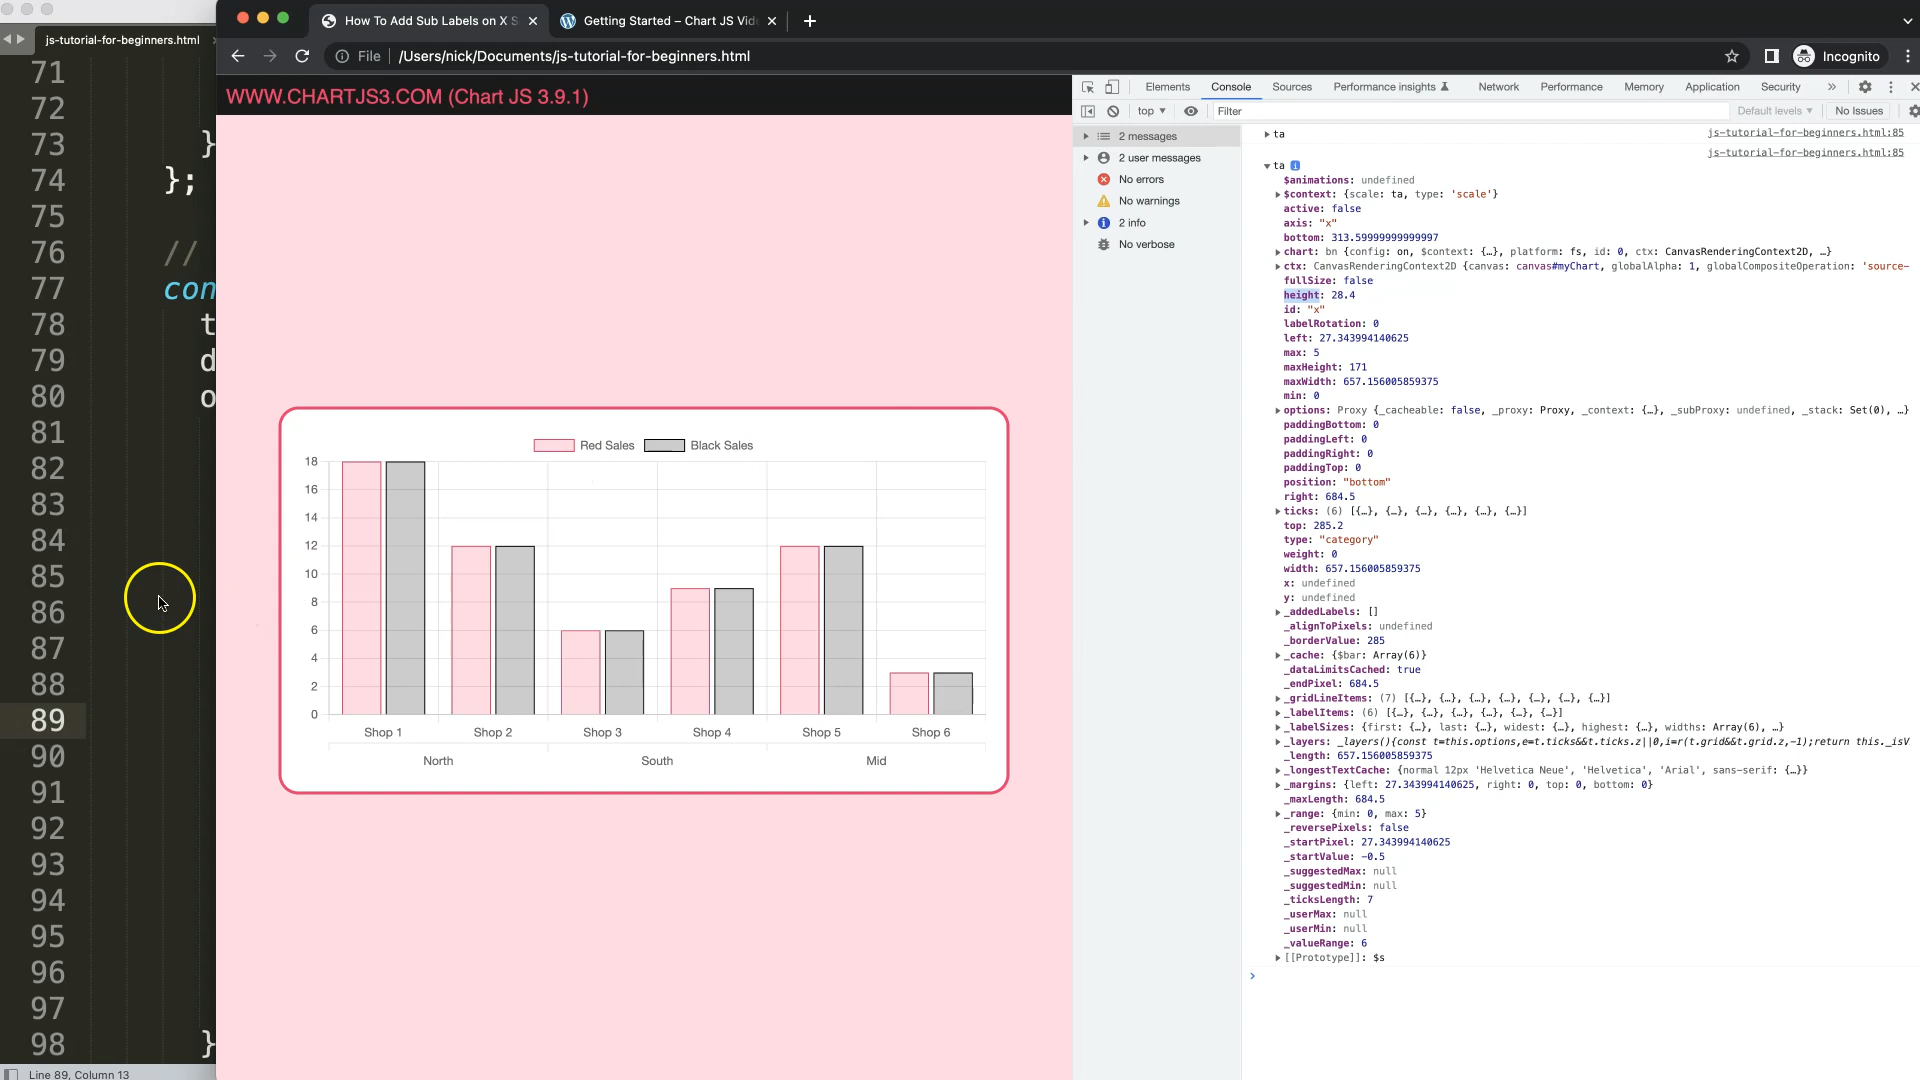 js-tutorial-for-beginners.html
71
72
73 }
74 };
75
76 //
77 con
78 t
79 d
80 o
81
82
83
84
85
86
87
88
89
90
91
92
93
94
95
96
97
98 }
Line 89, Column 13
How To Add Sub Labels on X S
Getting Started – Chart JS Vide
File /Users/nick/Documents/js-tutorial-for-beginners.html
Incognito
WWW.CHARTJS3.COM (Chart JS 3.9.1)
Red Sales Black Sales
18
16
14
12
10
8
6
4
2
0
Shop 1 Shop 2 Shop 3 Shop 4 Shop 5 Shop 6
North South Mid
Elements Console Sources Performance insights Network Performance Memory Application Security »
top Filter Default levels No Issues
2 messages
2 user messages
No errors
No warnings
2 info
No verbose
ta js-tutorial-for-beginners.html:85
js-tutorial-for-beginners.html:85
ta i
$animations: undefined
$context: {scale: ta, type: 'scale'}
active: false
axis: "x"
bottom: 313.59999999999997
chart: bn {config: on, $context: {…}, platform: fs, id: 0, ctx: CanvasRenderingContext2D, …}
ctx: CanvasRenderingContext2D {canvas: canvas#myChart, globalAlpha: 1, globalCompositeOperation: 'source-
fullSize: false
height: 28.4
id: "x"
labelRotation: 0
left: 27.343994140625
max: 5
maxHeight: 171
maxWidth: 657.156005859375
min: 0
options: Proxy {_cacheable: false, _proxy: Proxy, _context: {…}, _subProxy: undefined, _stack: Set(0), …}
paddingBottom: 0
paddingLeft: 0
paddingRight: 0
paddingTop: 0
position: "bottom"
right: 684.5
ticks: (6) [{…}, {…}, {…}, {…}, {…}, {…}]
top: 285.2
type: "category"
weight: 0
width: 657.156005859375
x: undefined
y: undefined
_addedLabels: []
_alignToPixels: undefined
_borderValue: 285
_cache: {$bar: Array(6)}
_dataLimitsCached: true
_endPixel: 684.5
_gridLineItems: (7) [{…}, {…}, {…}, {…}, {…}, {…}, {…}]
_labelItems: (6) [{…}, {…}, {…}, {…}, {…}, {…}]
_labelSizes: {first: {…}, last: {…}, widest: {…}, highest: {…}, widths: Array(6), …}
_layers: _layers(){const t=this.options,e=t.ticks&&t.ticks.z||0,i=r(t.grid&&t.grid.z,-1);return this._isV
_length: 657.156005859375
_longestTextCache: {normal 12px 'Helvetica Neue', 'Helvetica', 'Arial', sans-serif: {…}}
_margins: {left: 27.343994140625, right: 0, top: 0, bottom: 0}
_maxLength: 684.5
_range: {min: 0, max: 5}
_reversePixels: false
_startPixel: 27.343994140625
_startValue: -0.5
_suggestedMax: null
_suggestedMin: null
_ticksLength: 7
_userMax: null
_userMin: null
_valueRange: 6
[[Prototype]]: $s